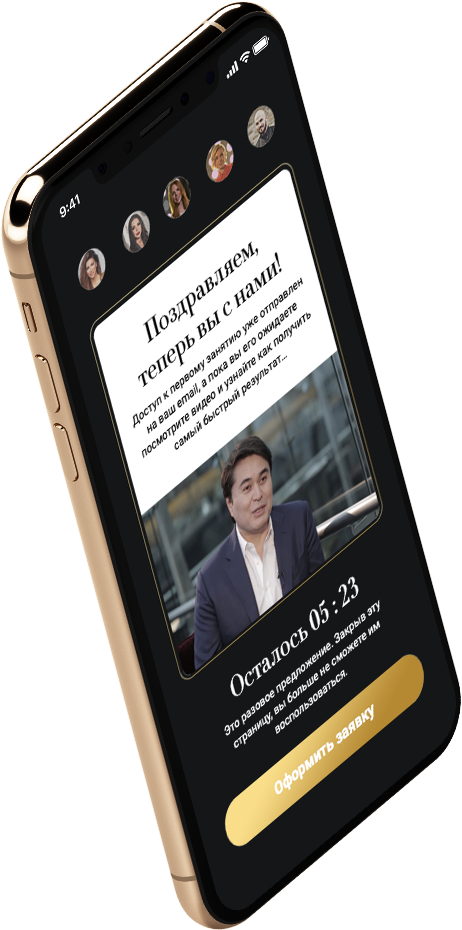 9:41
Поздравляем,
теперь вы с нами!
Доступ к первому занятию уже отправлен
на ваш email, а пока вы его ожидаете
посмотрите видео и узнайте как получить
самый быстрый результат...
Осталось 05 : 23
Это разовое предложение. Закрыв эту
страницу, вы больше не сможете им
воспользоваться.
Оформить заявку